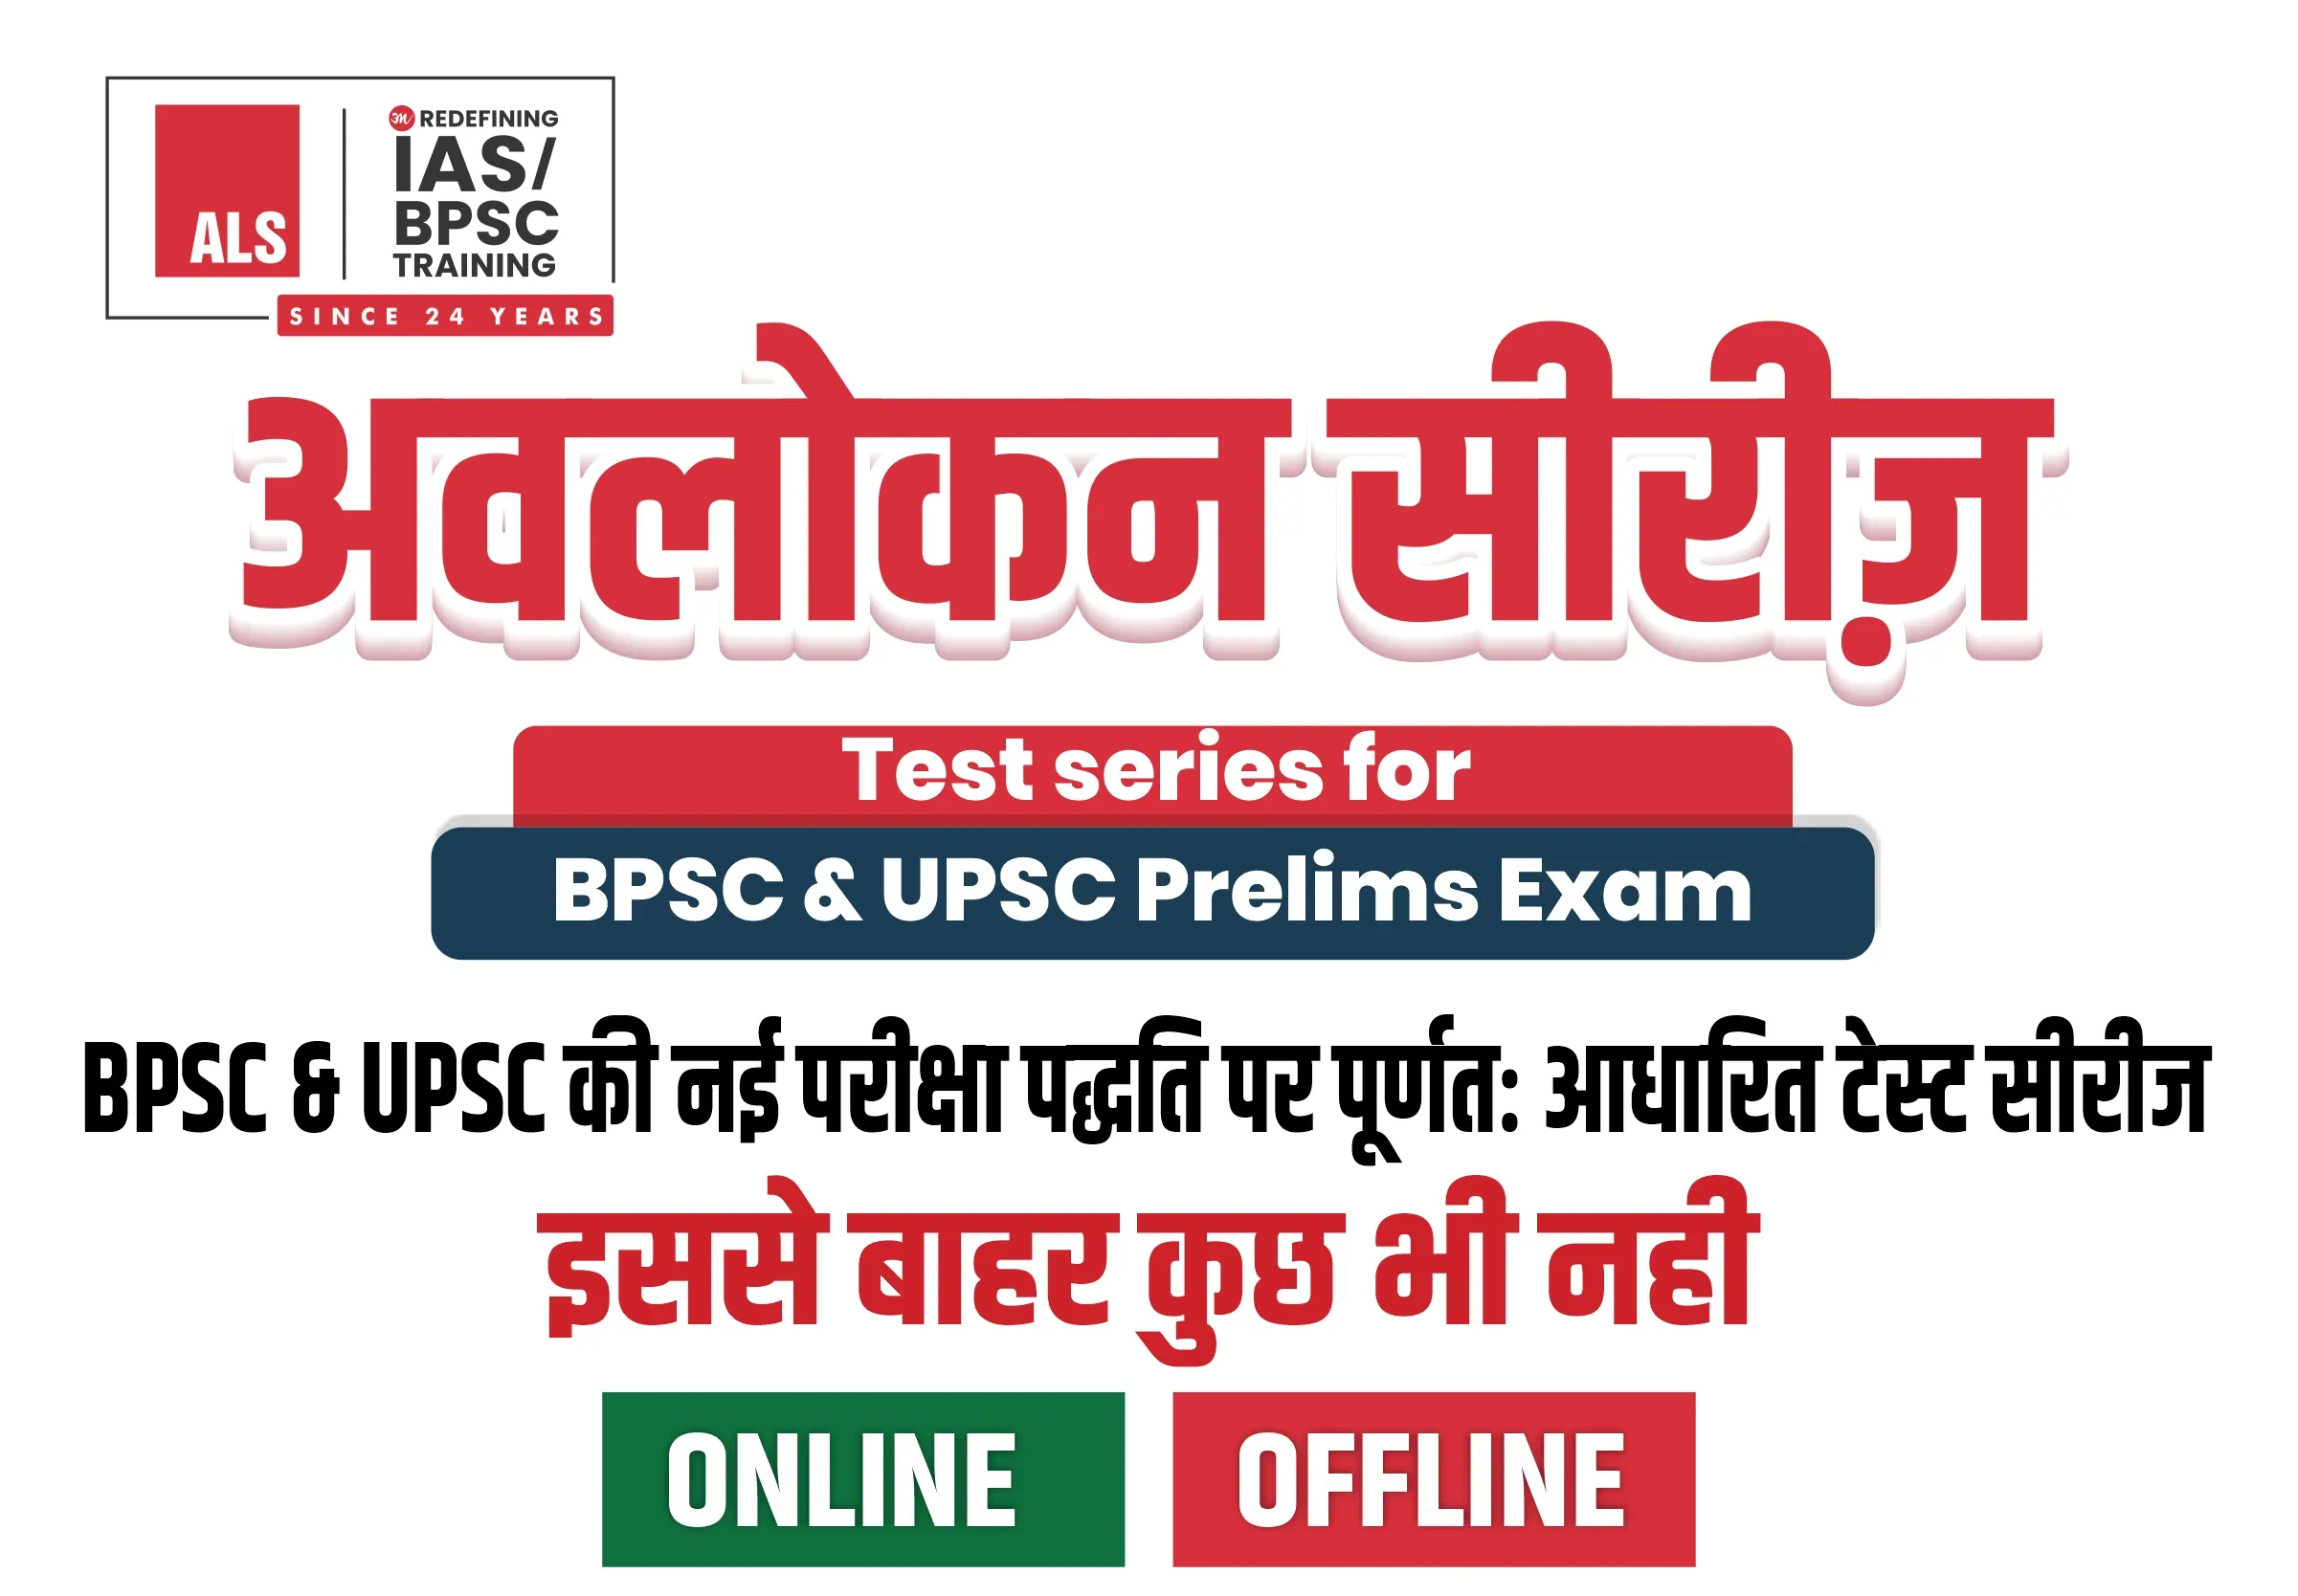 ALS
REDEFINING
IAS/
BPSC
TRAINING
SINCE 24 YEARS
अवलोकन सीरीज़
Test series for
BPSC & UPSC Prelims Exam
BPSC & UPSC की नई परीक्षा पद्धति पर पूर्णतः आधारित टेस्ट सीरीज
इससे बाहर कुछ भी नही
ONLINE
OFFLINE